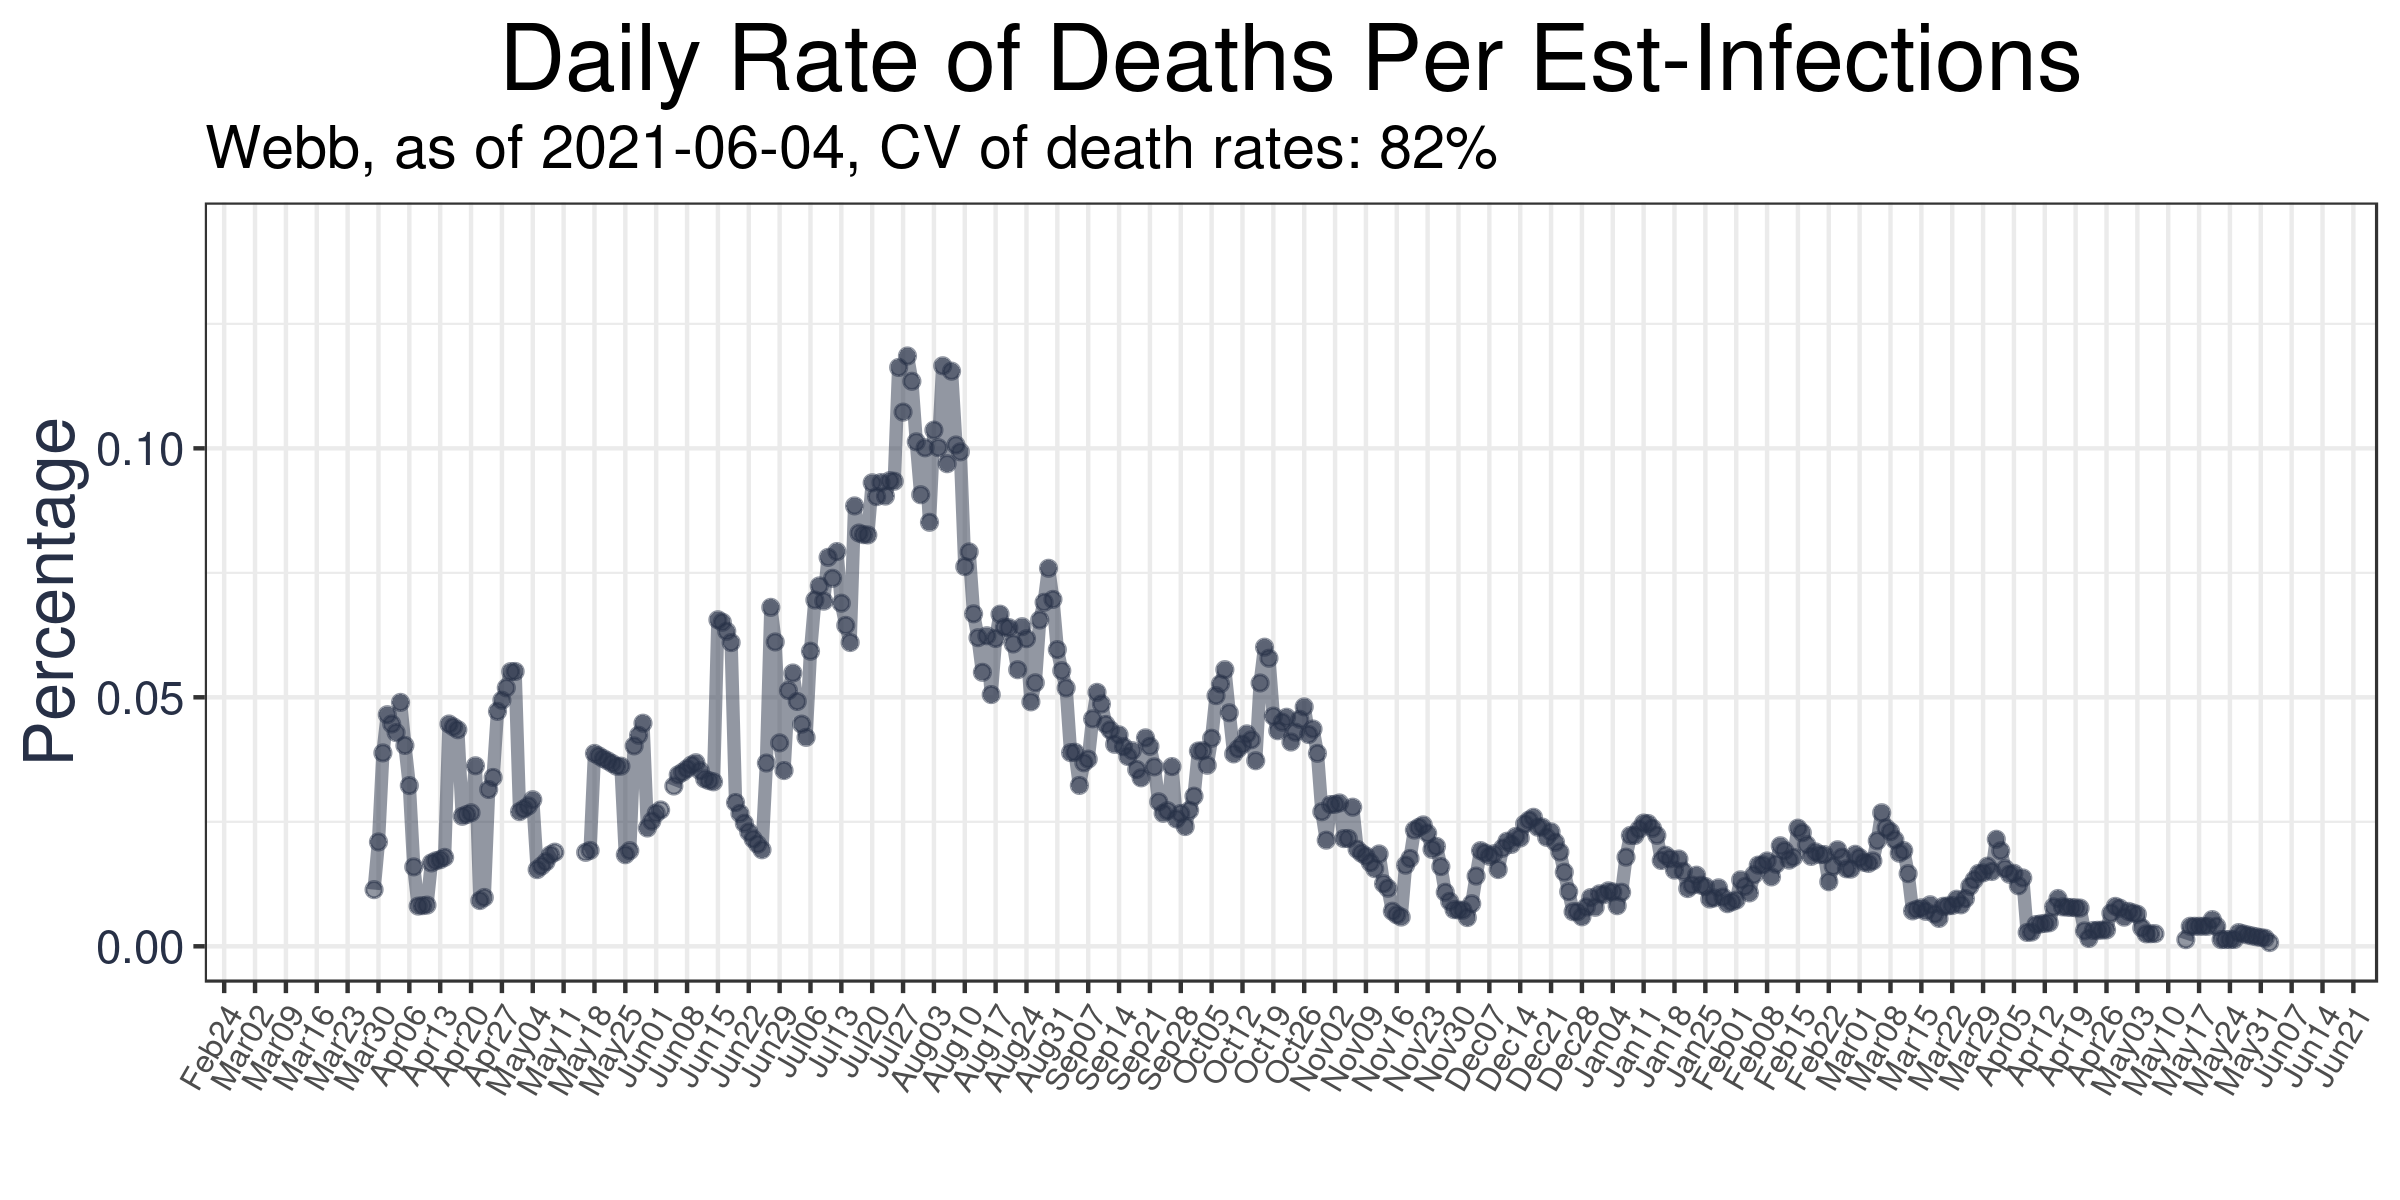 Daily Rate of Deaths Per Est-Infections
Webb, as of 2021-06-04, CV of death rates: 82%
Percentage
0.10
0.05
0.00
Feb24
Mar02
Mar09
Mar16
Mar23
Mar30
Apr06
Apr13
Apr20
Apr27
May04
May11
May18
May25
Jun01
Jun08
Jun15
Jun22
Jun29
Jul06
Jul13
Jul20
Jul27
Aug03
Aug10
Aug17
Aug24
Aug31
Sep07
Sep14
Sep21
Sep28
Oct05
Oct12
Oct19
Oct26
Nov02
Nov09
Nov16
Nov23
Nov30
Dec07
Dec14
Dec21
Dec28
Jan04
Jan11
Jan18
Jan25
Feb01
Feb08
Feb15
Feb22
Mar01
Mar08
Mar15
Mar22
Mar29
Apr05
Apr12
Apr19
Apr26
May03
May10
May17
May24
May31
Jun07
Jun14
Jun21